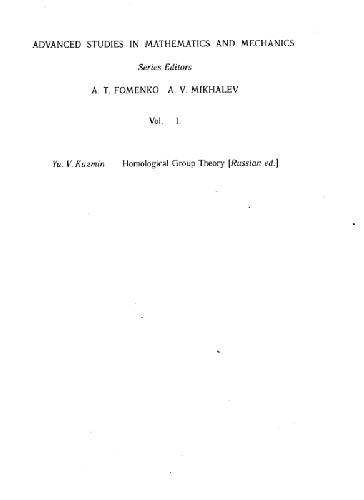 ADVANCED STUDIES IN MATHEMATICS AND MECHANICS
Series Editors
A. T. FOMENKO A. V. MIKHALEV
Vol. 1.
Yu. V. Kuzmin Homological Group Theory [Russian ed.]